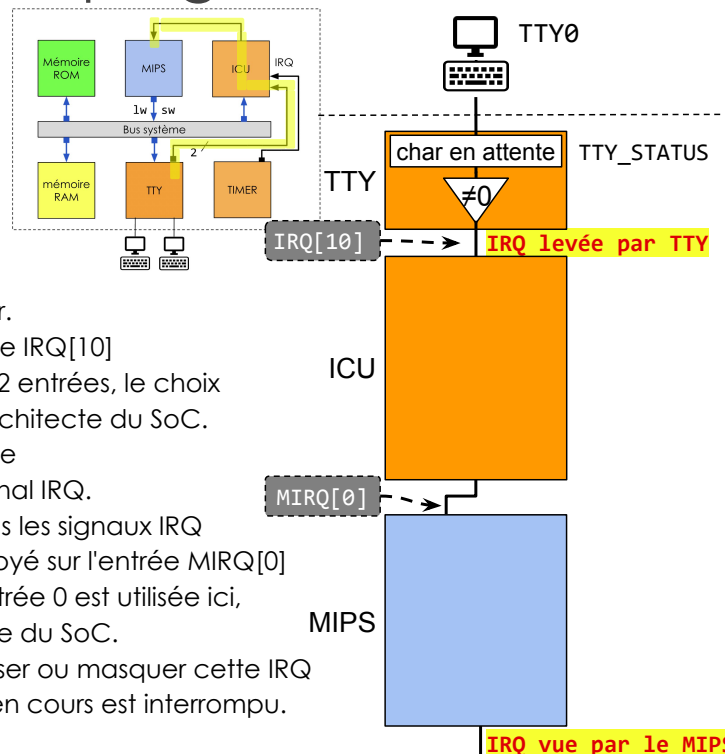 Mémoire
ROM
MIPS
ICU
IRQ
lw sw
Bus système
2
mémoire
RAM
TTY
TIMER
TTY0
char en attente
TTY_STATUS
TTY
≠0
IRQ[10]
IRQ levée par TTY
r.
e IRQ[10]
2 entrées, le choix
rchitecte du SoC.
e
nal IRQ.
s les signaux IRQ
oyé sur l'entrée MIRQ[0]
trée 0 est utilisée ici,
e du SoC.
ser ou masquer cette IRQ
en cours est interrompu.
ICU
MIRQ[0]
MIPS
IRQ vue par le MIPS